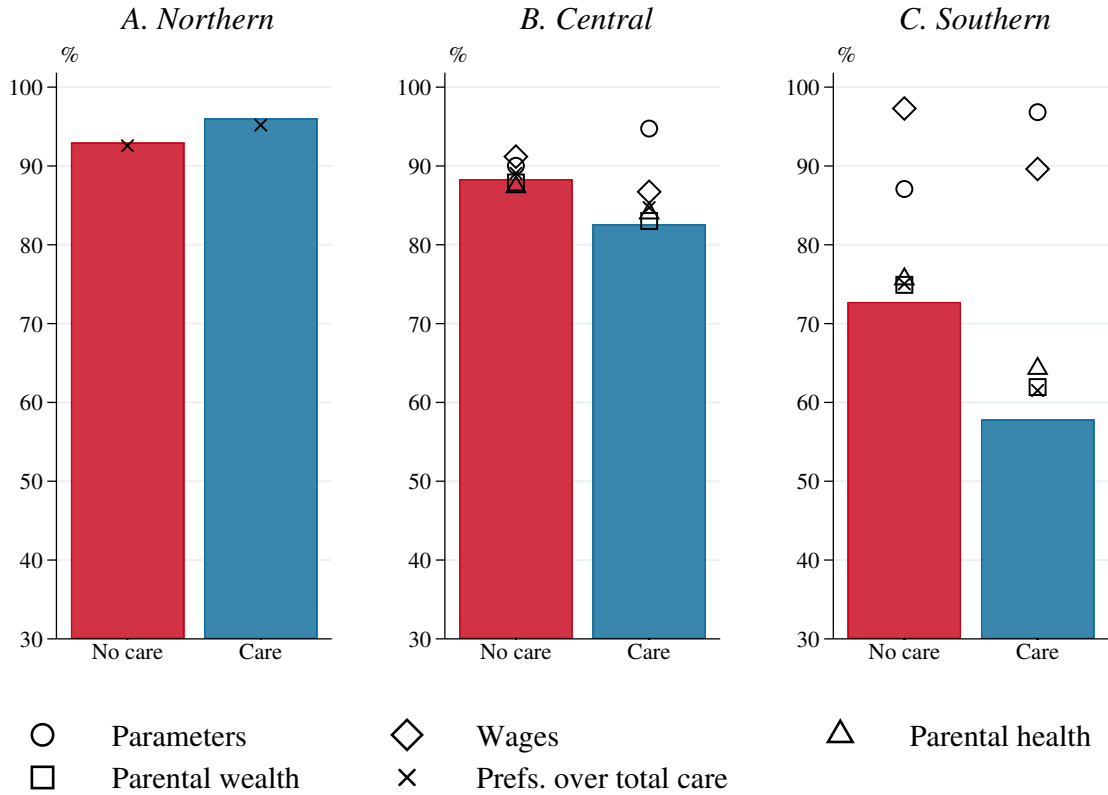 A. Northern
B. Central
C. Southern
%
%
%
100
90
80
70
60
50
40
30
No care
Care
100
90
80
70
60
50
40
30
No care
Care
100
90
80
70
60
50
40
30
No care
Care
Parameters
Wages
Parental health
Parental wealth
Prefs. over total care